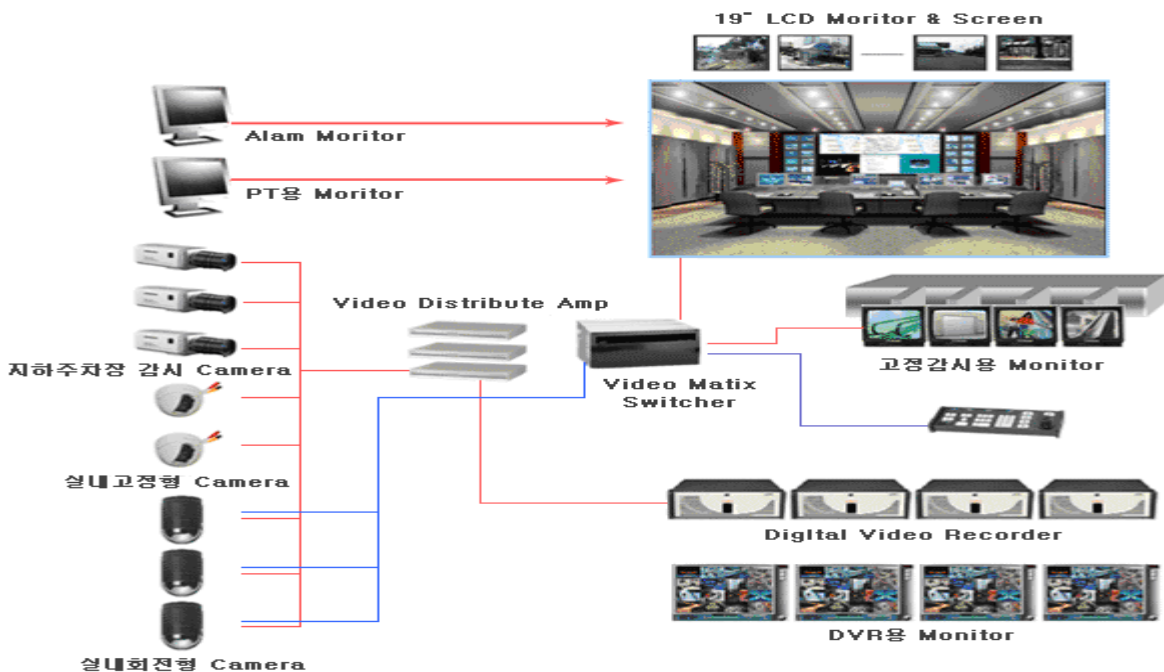 19" LCD Moritor & Screen
Alam Moritor
PT용 Moritor
Video Distribute Amp
지하주차장 감시 Camera
Video Matix
Switcher
고정감시용 Monitor
실내고정형 Camera
Digital Video Recorder
DVR용 Monitor
실내회전형 Camera